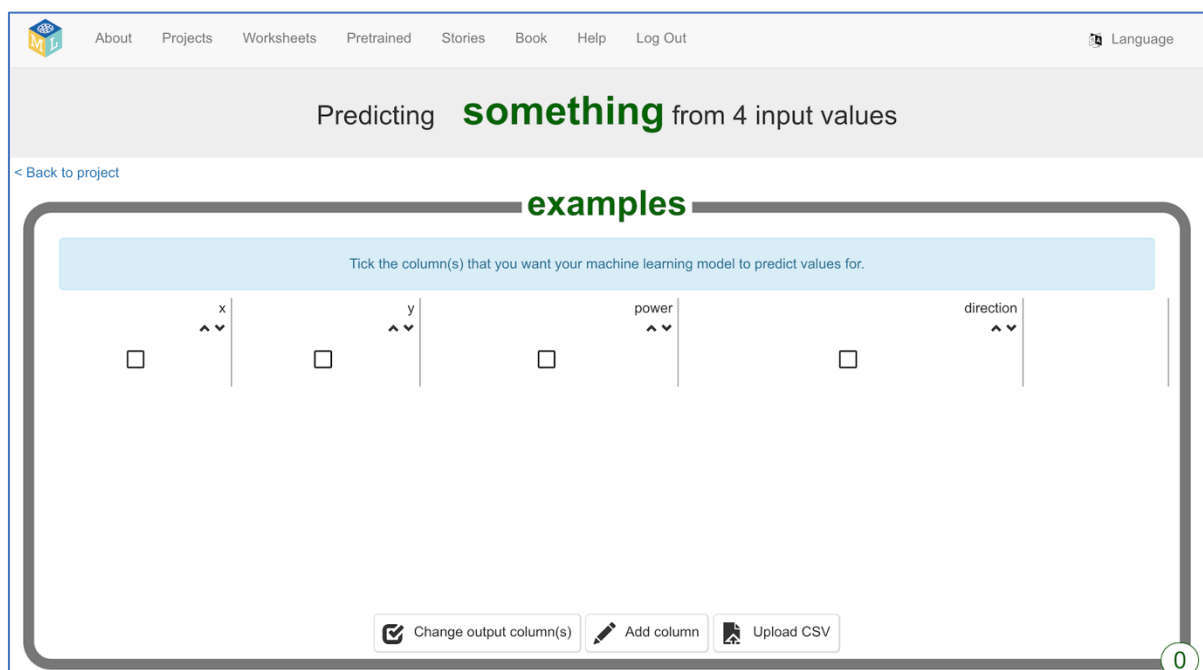 ML About Projects Worksheets Pretrained Stories Book Help Log Out Language
Predicting something from 4 input values
< Back to project
examples
Tick the column(s) that you want your machine learning model to predict values for.
x y power direction
Change output column(s) Add column Upload CSV
0